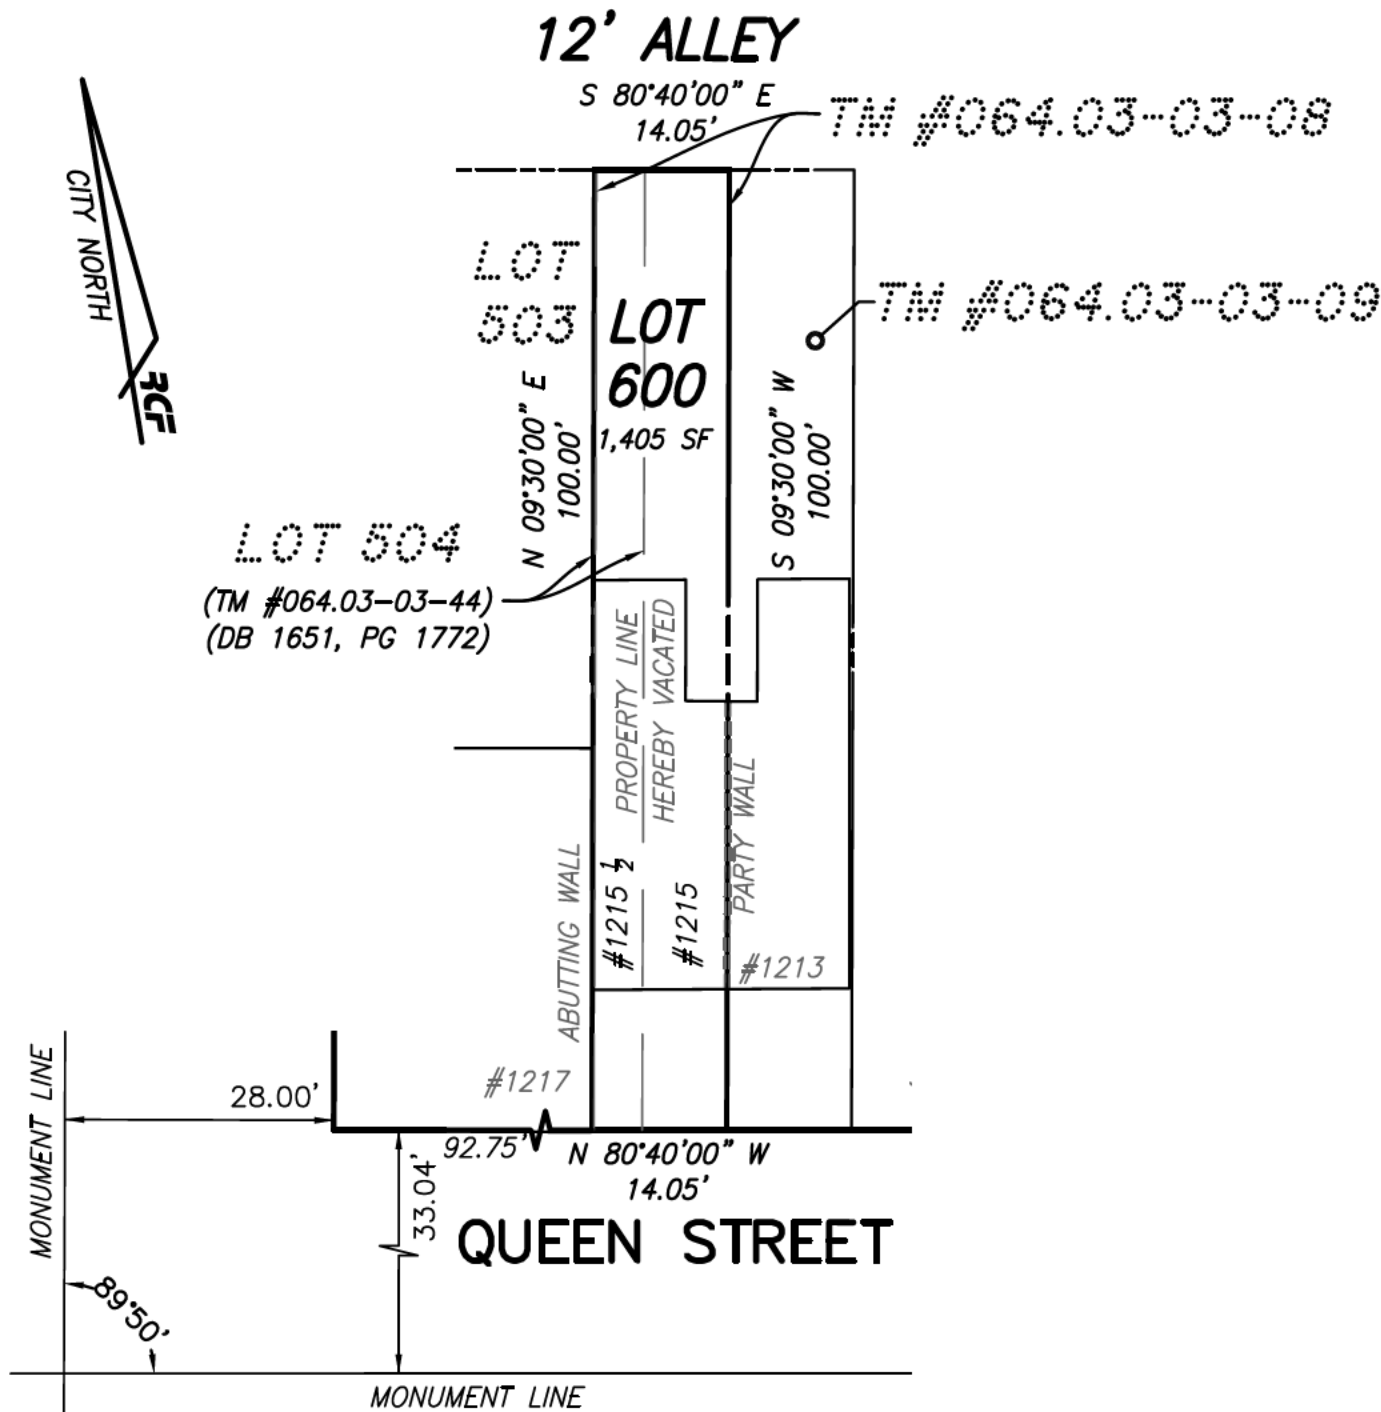 12' ALLEY
S 80°40'00" E
14.05'
TM #064.03-03-08
CITY NORTH
RCF
LOT
503
LOT
600
1,405 SF
TM #064.03-03-09
N 09°30'00" E
100.00'
S 09°30'00" W
100.00'
LOT 504
(TM #064.03-03-44)
(DB 1651, PG 1772)
PROPERTY LINE
HEREBY VACATED
PARTY WALL
ABUTTING WALL
#1215 ½
#1215
#1213
#1217
MONUMENT LINE
28.00'
92.75'
N 80°40'00" W
14.05'
33.04'
QUEEN STREET
89°50'
MONUMENT LINE